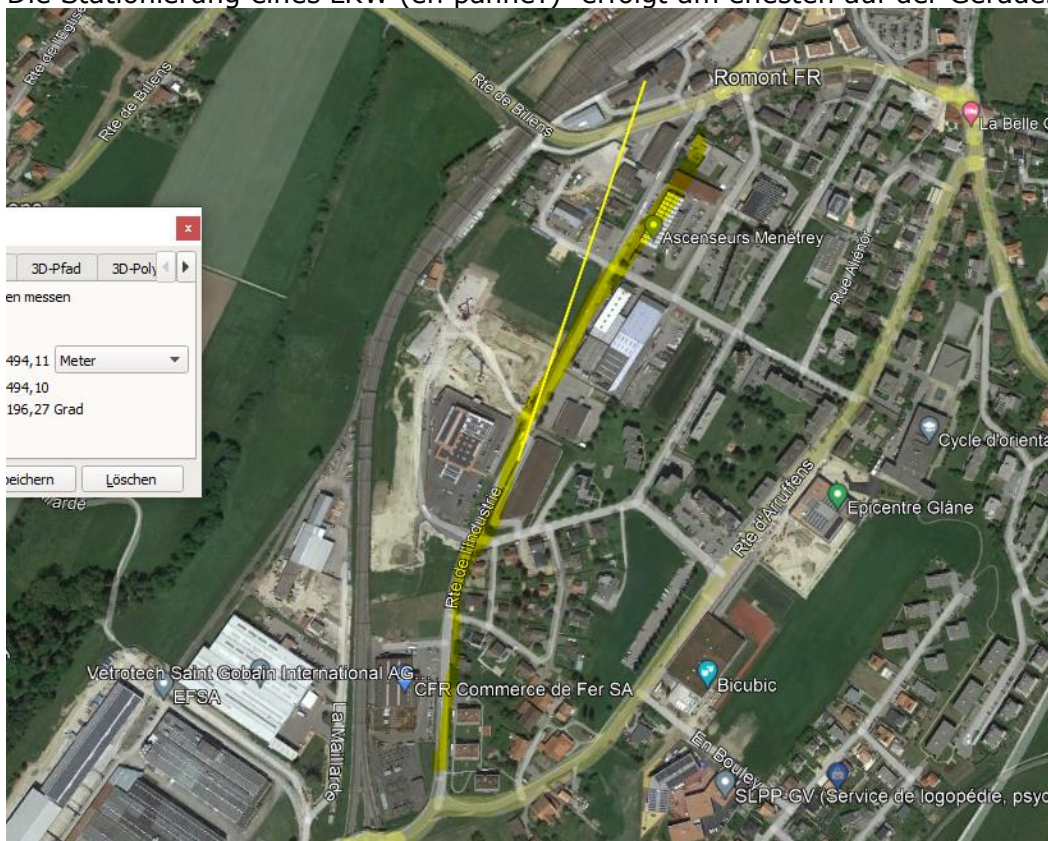 Die Stationierung eines LKW (en panne?) erfolgt am ehesten auf der Geraden
Rte de l'Eglise
Rte de Billens
Rte de Billens
Romont FR
La Belle C
3D-Pfad
3D-Poly
en messen
494,11 Meter
494,10
196,27 Grad
peichern
Löschen
Ascenseurs Menétrey
Rue Aliénor
Cycle d'orienta
Epicentre Glâne
Rte d'Arruffens
Rte de l'Industrie
Vetrotech Saint Gobain International AG...
EFSA
CFR Commerce de Fer SA
Bicubic
La Maillarde
En Bouley
SLPP-GV (Service de logopédie, psyc